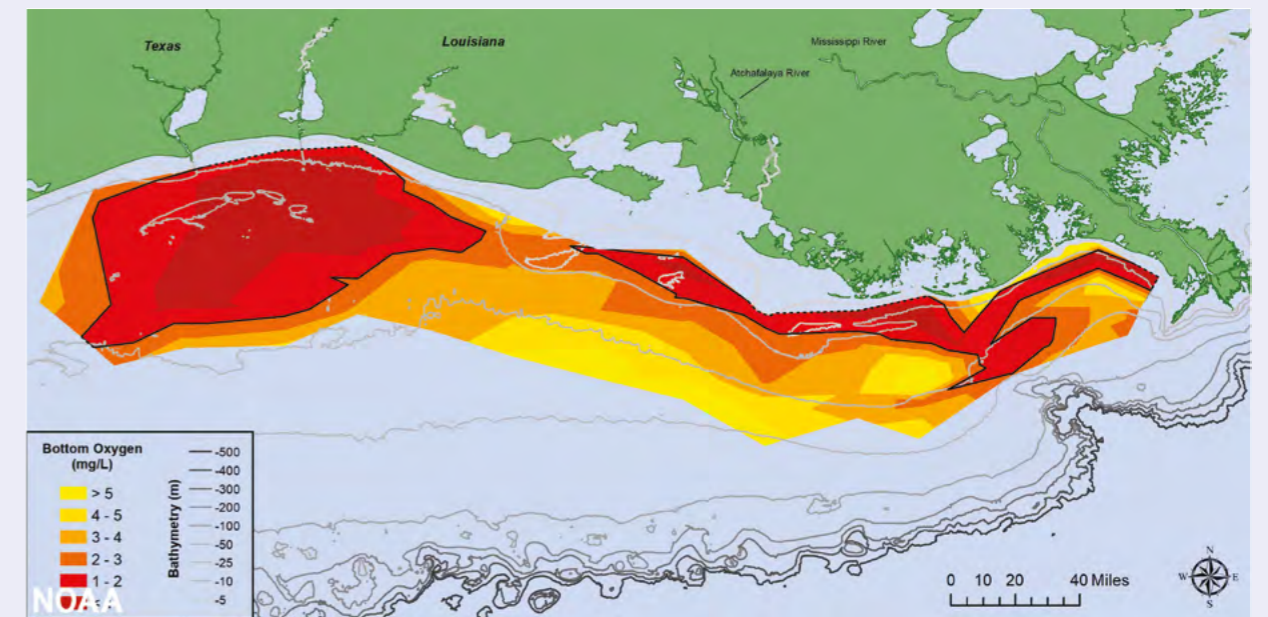 Texas
Louisiana
Mississippi River
Atchafalaya River
Bottom Oxygen
(mg/L)
> 5
4 - 5
3 - 4
2 - 3
1 - 2
Bathymetry (m)
-500
-400
-300
-200
-100
-50
-25
-10
-5
NOAA
0 10 20 40 Miles
N
W E
S